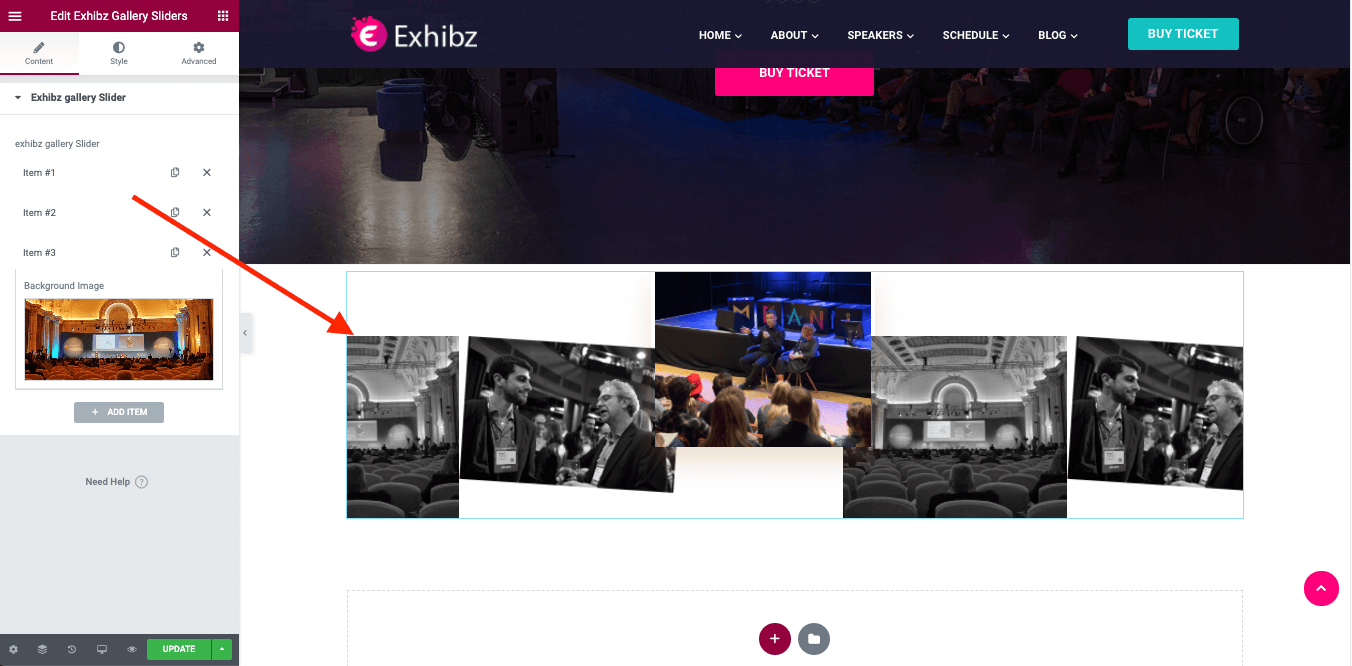 Edit Exhibz Gallery Sliders
Content Style Advanced
Exhibz gallery Slider
exhibz gallery Slider
Item #1
Item #2
Item #3
Background Image
+ ADD ITEM
Need Help ?
UPDATE
Exhibz
HOME ABOUT SPEAKERS SCHEDULE BLOG BUY TICKET
BUY TICKET